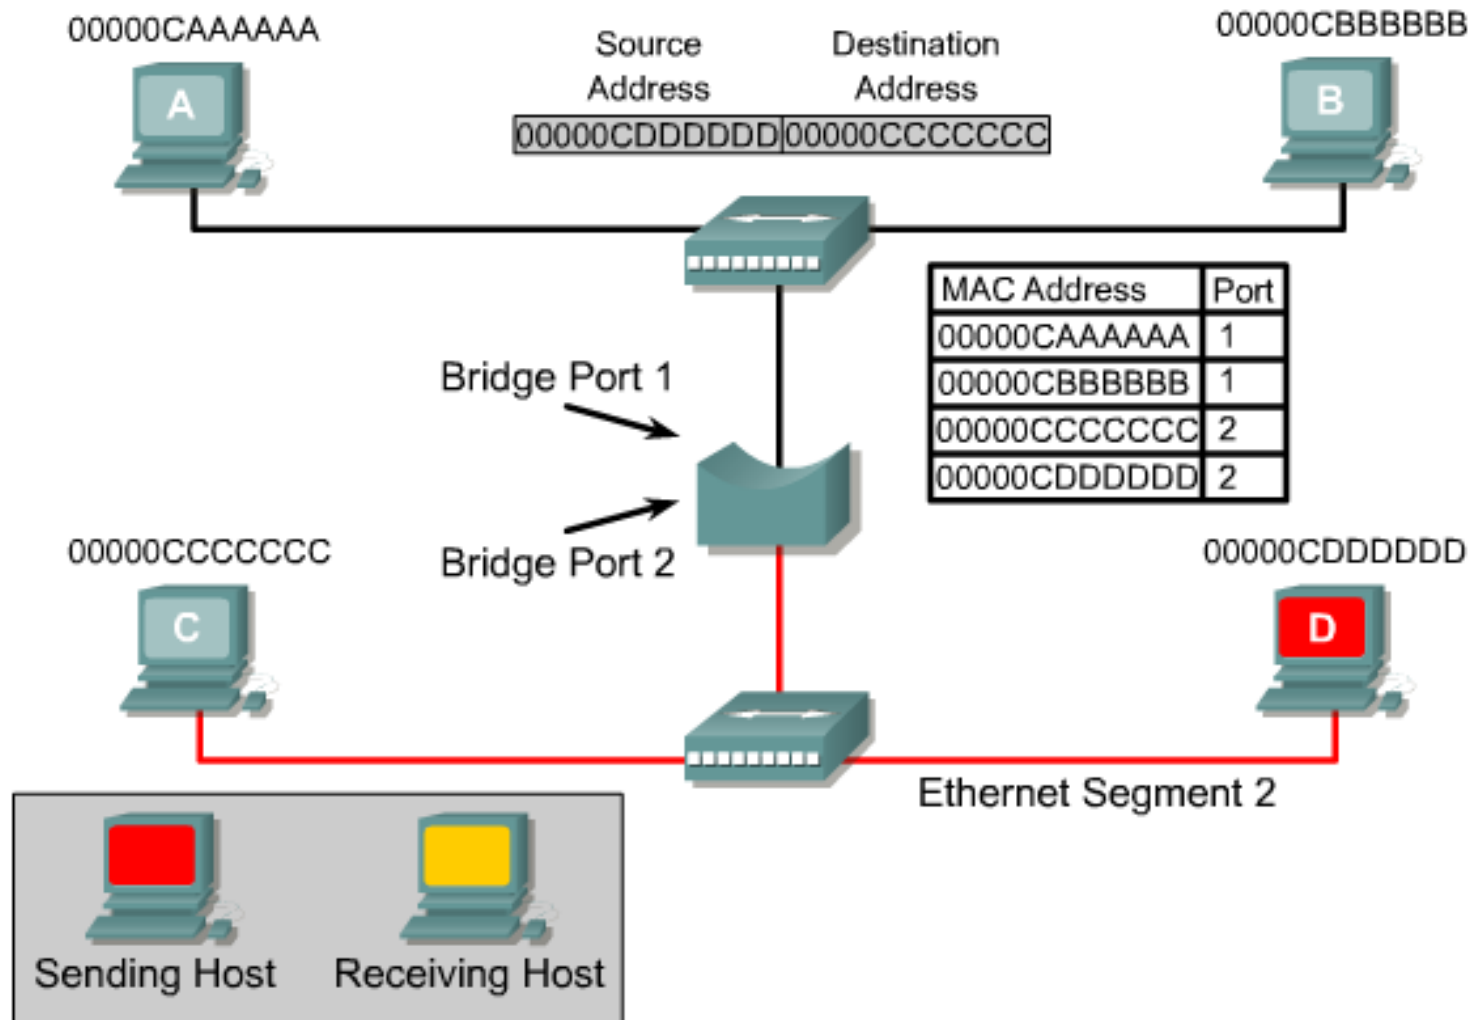 00000CAAAAAA
Source Address
Destination Address
00000CBBBBBB
A
00000CDDDDDD 00000CCCCCCC
B
MAC Address Port
00000CAAAAAA 1
00000CBBBBBB 1
00000CCCCCCC 2
00000CDDDDDD 2
Bridge Port 1
Bridge Port 2
00000CCCCCCC
00000CDDDDDD
C
D
Ethernet Segment 2
Sending Host
Receiving Host